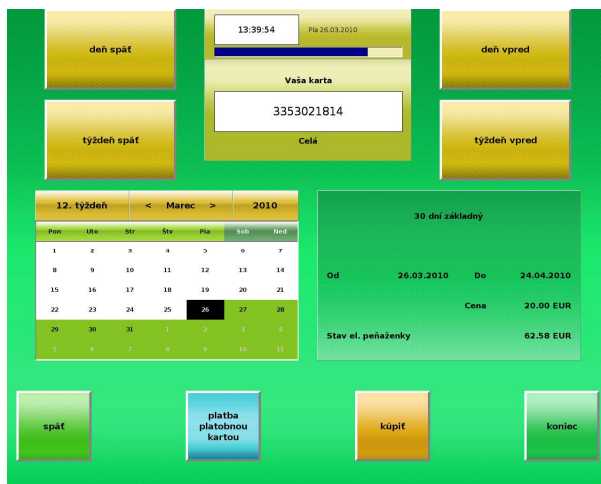 deň späť
13:39:54 Pia 26.03.2010
deň vpred
Vaša karta
3353021814
Celá
týždeň späť
týždeň vpred
12. týždeň < Marec > 2010
Pon Ute Str Štv Pia Sob Ned
1 2 3 4 5 6 7
8 9 10 11 12 13 14
15 16 17 18 19 20 21
22 23 24 25 26 27 28
29 30 31 1 2 3 4
5 6 7 8 9 10 11
30 dní základný
Od 26.03.2010 Do 24.04.2010
Cena 20.00 EUR
Stav el. peňaženky 62.58 EUR
späť
platba
platobnou
kartou
kúpiť
koniec